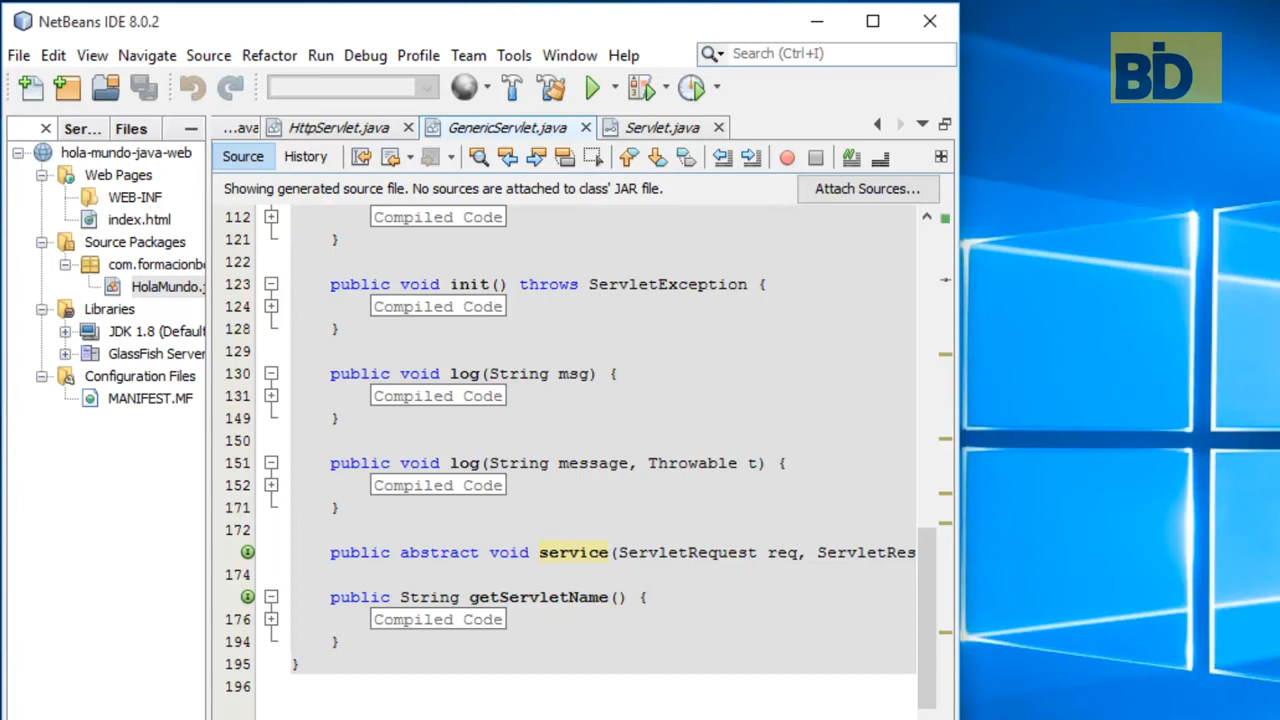 NetBeans IDE 8.0.2
File Edit View Navigate Source Refactor Run Debug Profile Team Tools Window Help
Search (Ctrl+I)
BID
Ser... Files
...ava HttpServlet.java GenericServlet.java Servlet.java
Source History
Showing generated source file. No sources are attached to class' JAR file.
Attach Sources...
hola-mundo-java-web
Web Pages
WEB-INF
index.html
Source Packages
com.formacionb
HolaMundo.j
Libraries
JDK 1.8 (Default
GlassFish Server
Configuration Files
MANIFEST.MF
112 Compiled Code
121 }
122
123 public void init() throws ServletException {
124 Compiled Code
128 }
129
130 public void log(String msg) {
131 Compiled Code
149 }
150
151 public void log(String message, Throwable t) {
152 Compiled Code
171 }
172
public abstract void service(ServletRequest req, ServletRes
174
public String getServletName() {
176 Compiled Code
194 }
195 }
196